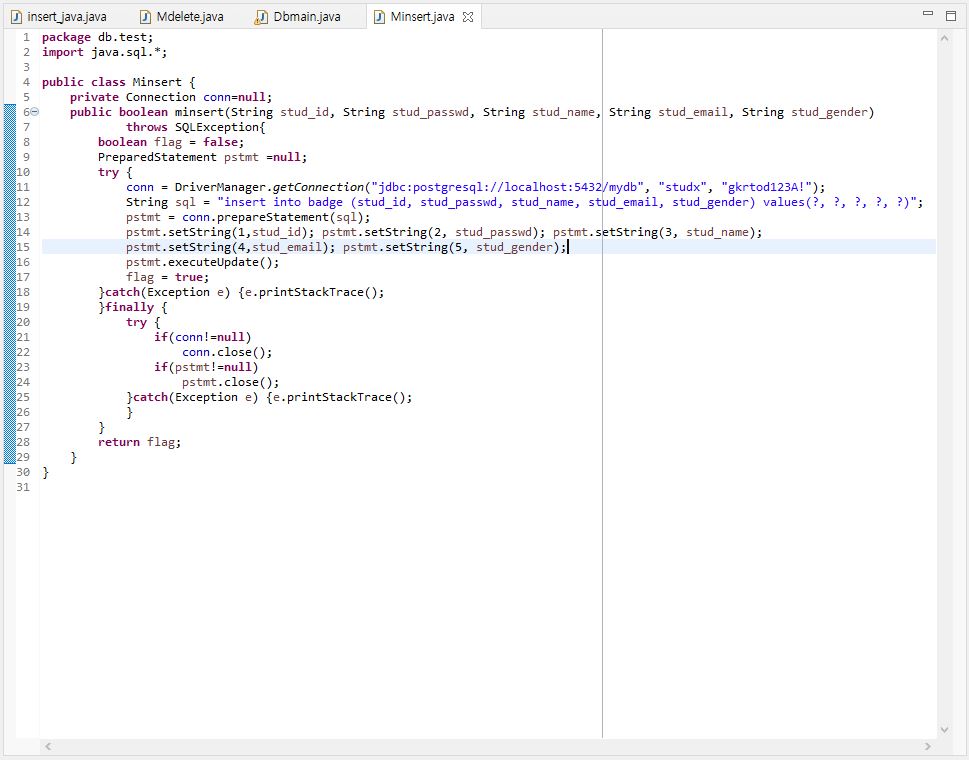 insert_java.java Mdelete.java Dbmain.java Minsert.java
1 package db.test;
2 import java.sql.*;
3
4 public class Minsert {
5 private Connection conn=null;
6 public boolean minsert(String stud_id, String stud_passwd, String stud_name, String stud_email, String stud_gender)
7 throws SQLException{
8 boolean flag = false;
9 PreparedStatement pstmt =null;
10 try {
11 conn = DriverManager.getConnection("jdbc:postgresql://localhost:5432/mydb", "studx", "gkrtod123A!");
12 String sql = "insert into badge (stud_id, stud_passwd, stud_name, stud_email, stud_gender) values(?, ?, ?, ?, ?)";
13 pstmt = conn.prepareStatement(sql);
14 pstmt.setString(1,stud_id); pstmt.setString(2, stud_passwd); pstmt.setString(3, stud_name);
15 pstmt.setString(4,stud_email); pstmt.setString(5, stud_gender);
16 pstmt.executeUpdate();
17 flag = true;
18 }catch(Exception e) {e.printStackTrace();
19 }finally {
20 try {
21 if(conn!=null)
22 conn.close();
23 if(pstmt!=null)
24 pstmt.close();
25 }catch(Exception e) {e.printStackTrace();
26 }
27 }
28 return flag;
29 }
30 }
31